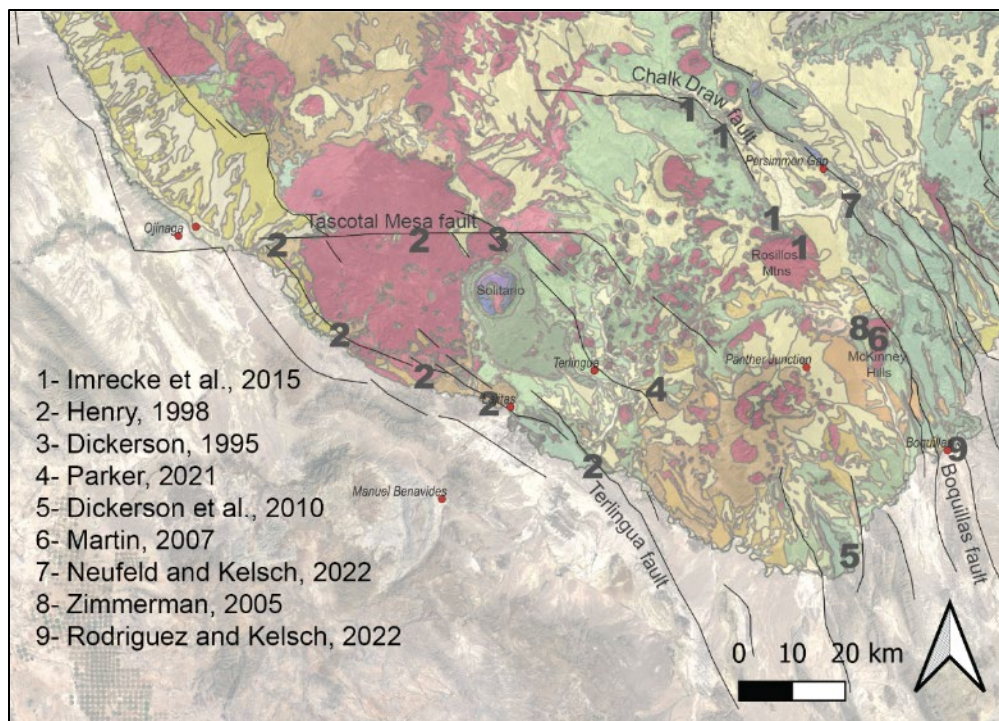 Chalk Draw fault
1
1
Persimmon Gap
7
1
Tascotal Mesa fault
Ojinaga
2
2
3
1
Rosillos
Mtns
Solitario
2
8
6
McKinney
Hills
Terlingua
Panther Junction
2
4
2
Boquillas
9
2
Terlingua fault
Boquillas fault
Manuel Benavides
5
1- Imrecke et al., 2015
2- Henry, 1998
3- Dickerson, 1995
4- Parker, 2021
5- Dickerson et al., 2010
6- Martin, 2007
7- Neufeld and Kelsch, 2022
8- Zimmerman, 2005
9- Rodriguez and Kelsch, 2022
0 10 20 km